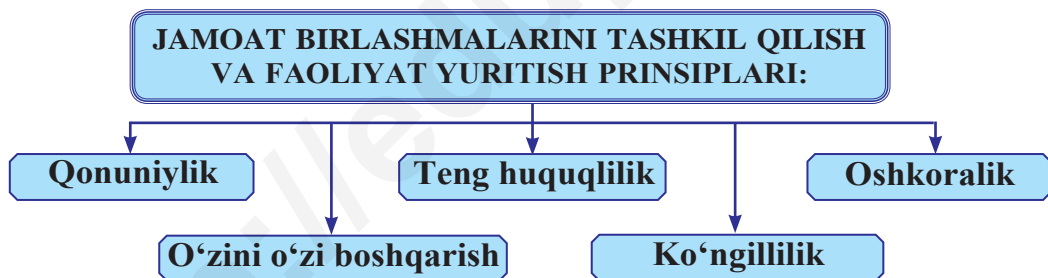 JAMOAT BIRLASHMALARINI TASHKIL QILISH
VA FAOLIYAT YURITISH PRINSIPLARI:
Qonuniylik
Teng huquqlilik
Oshkoralik
O‘zini o‘zi boshqarish
Ko‘ngillilik